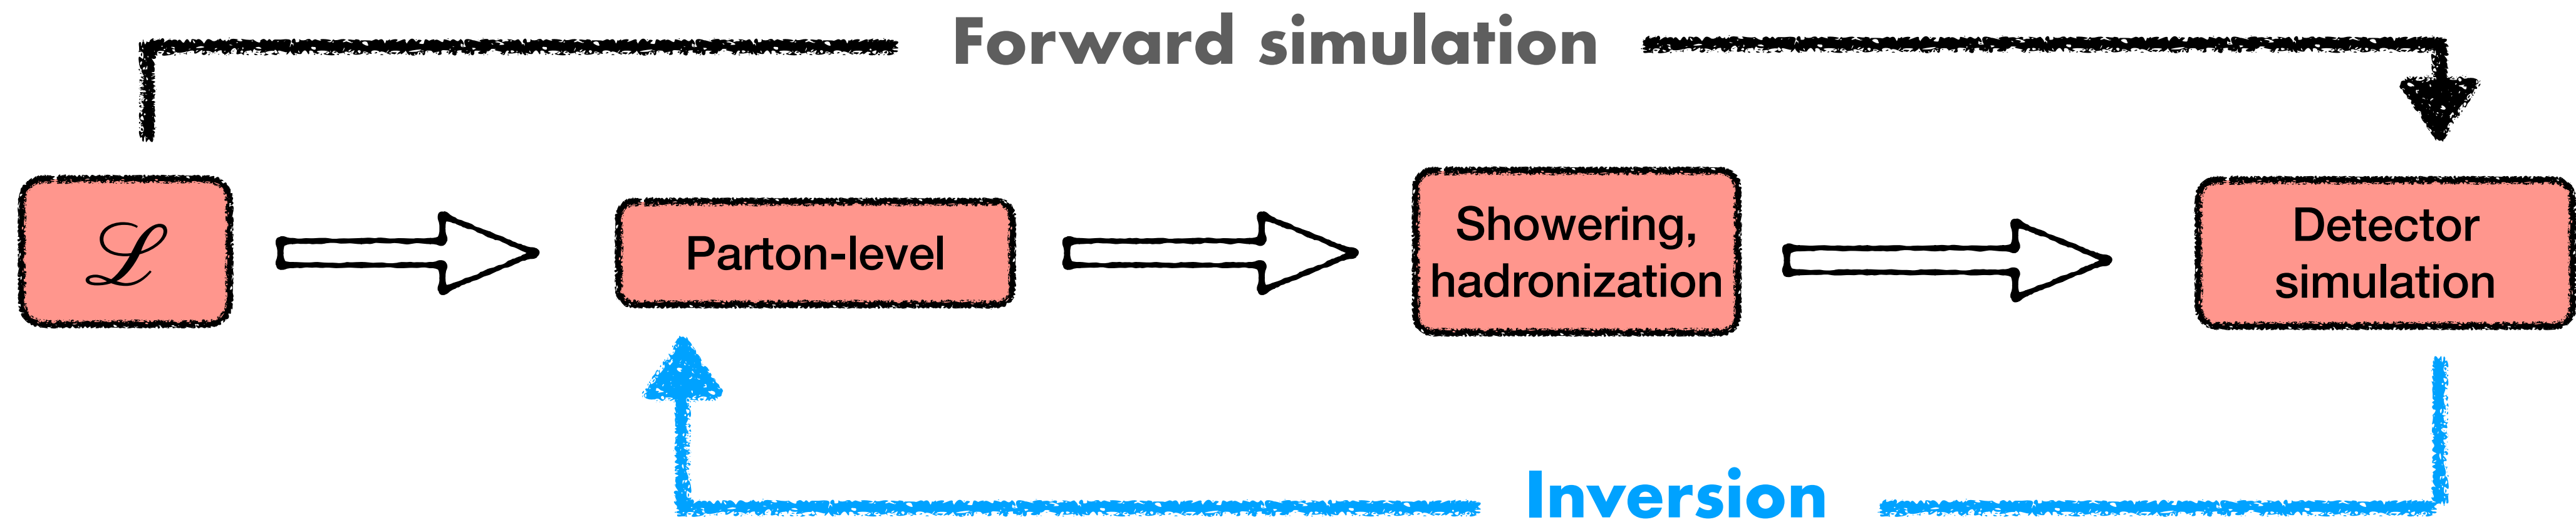 Forward simulation
ℒ
Parton-level
Showering,
hadronization
Detector
simulation
Inversion